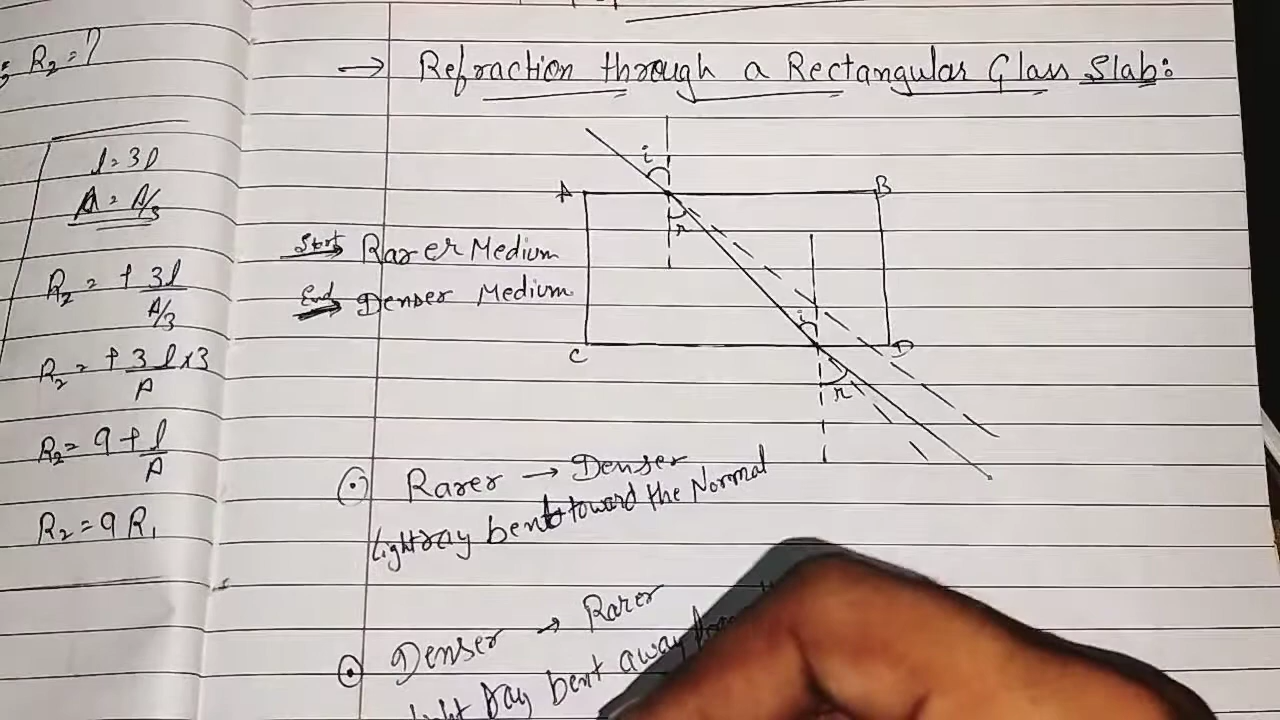 ; R₂ = ?
l = 3l
A = A/3
R₂ = ρ 3l
A/3
R₂ = ρ 3l x 3
A
R₂ = 9 ρ l
A
R₂ = 9 R₁
→ Refraction through a Rectangular Glass Slab:
i
A
B
r
Start Rarer Medium
End Denser Medium
i
C
D
r
Rarer → Denser
Light ray bent toward the Normal
Denser → Rarer
Light ray bent away from